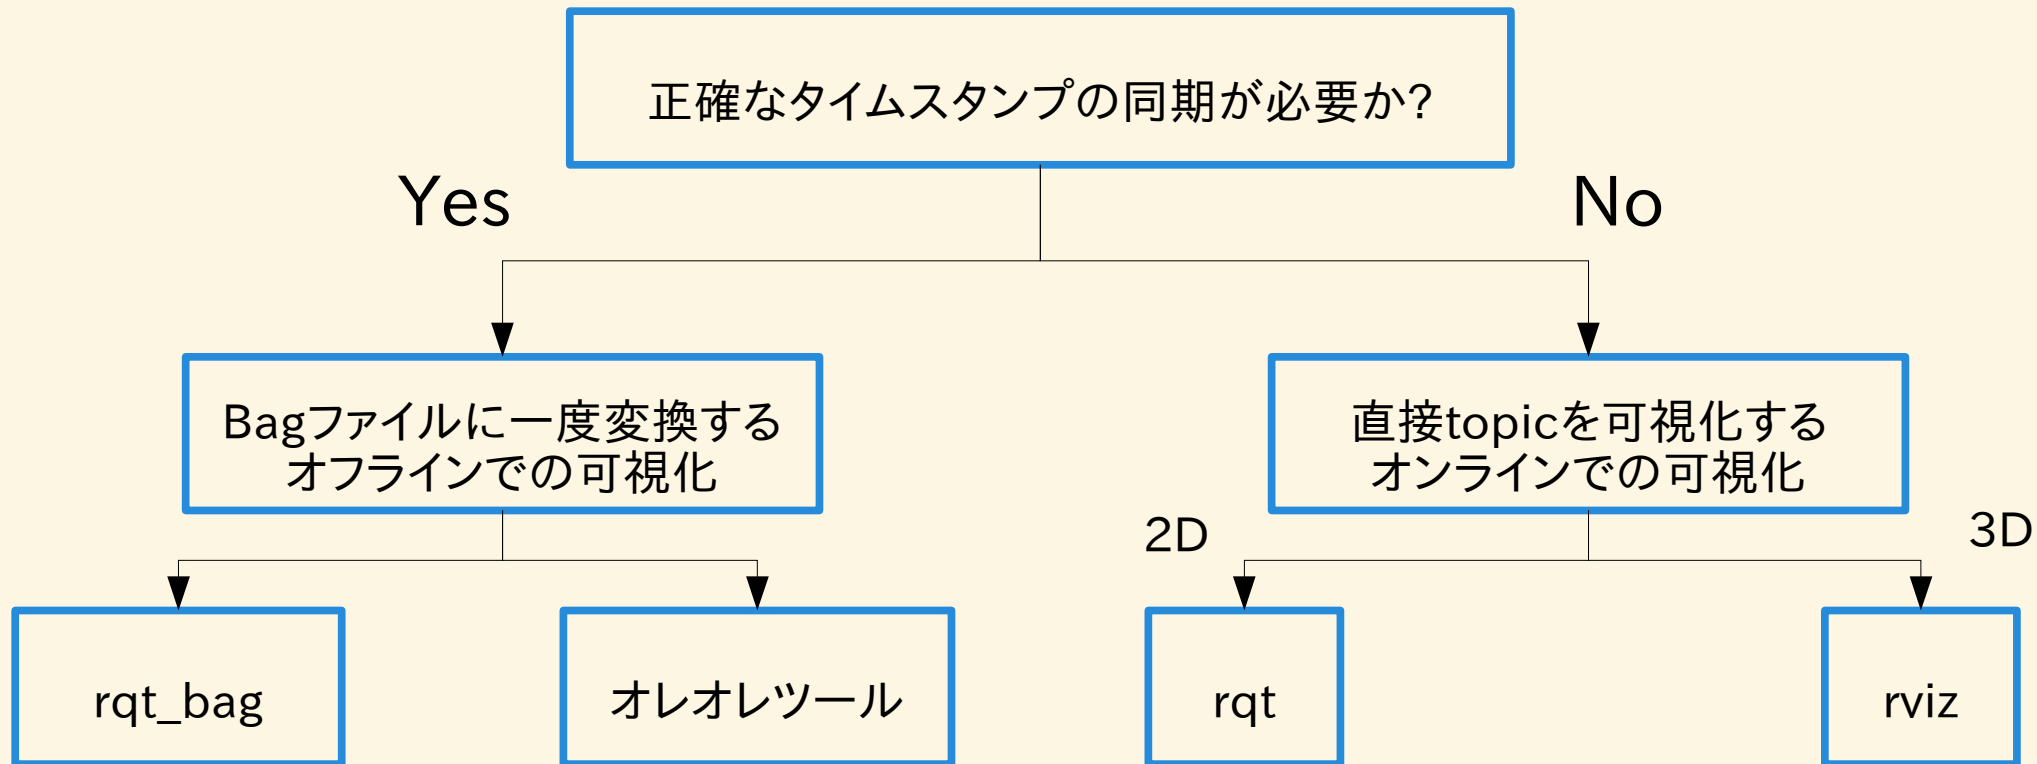 正確なタイムスタンプの同期が必要か?
Yes
No
Bagファイルに一度変換する
オフラインでの可視化
直接topicを可視化する
オンラインでの可視化
2D
3D
rqt_bag
オレオレツール
rqt
rviz